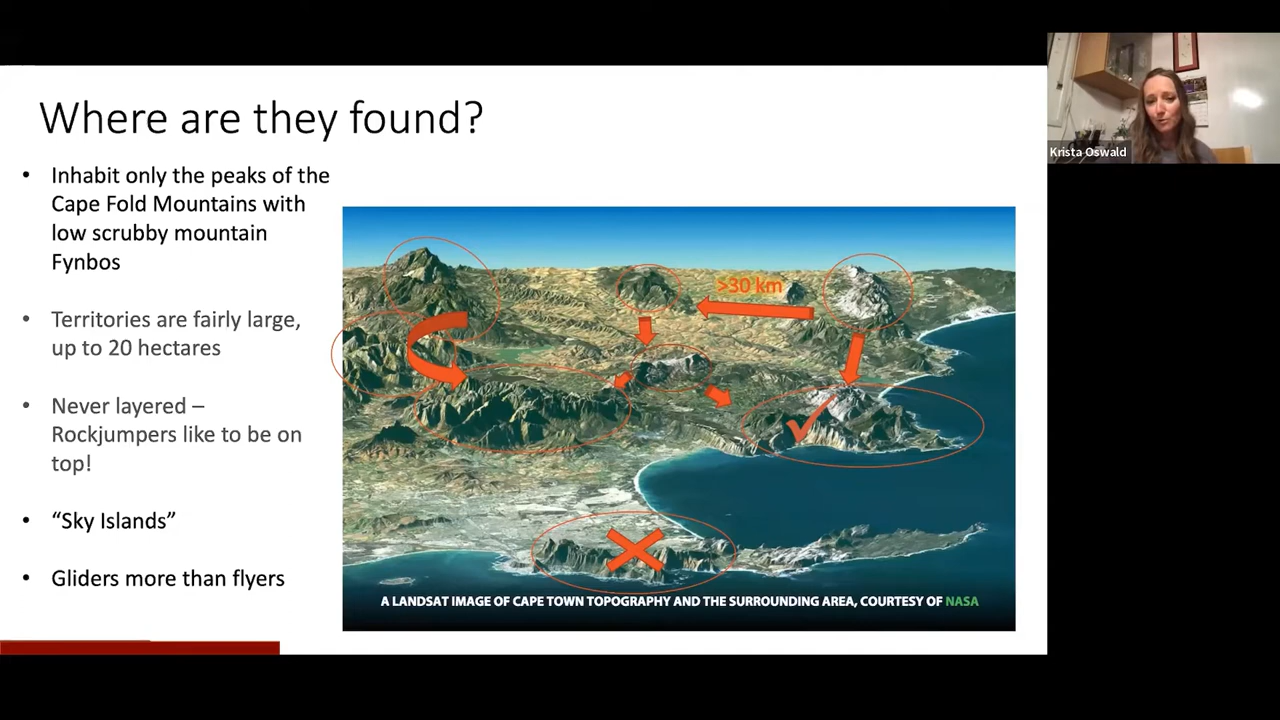 Where are they found?
• Inhabit only the peaks of the
Cape Fold Mountains with
low scrubby mountain
Fynbos
• Territories are fairly large,
up to 20 hectares
• Never layered –
Rockjumpers like to be on
top!
• “Sky Islands”
• Gliders more than flyers
>30 km
A LANDSAT IMAGE OF CAPE TOWN TOPOGRAPHY AND THE SURROUNDING AREA, COURTESY OF NASA
Krista Oswald